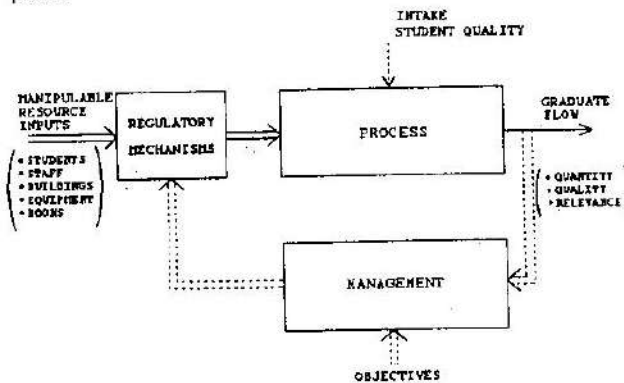 INTAKE
STUDENT QUALITY
MANIPULABLE
RESOURCE
INPUTS
REGULATORY
MECHANISMS
PROCESS
GRADUATE
FLOW
• STUDENTS
• STAFF
• BUILDINGS
• EQUIPMENT
• BOOKS
• QUANTITY
• QUALITY
• RELEVANCE
MANAGEMENT
OBJECTIVES